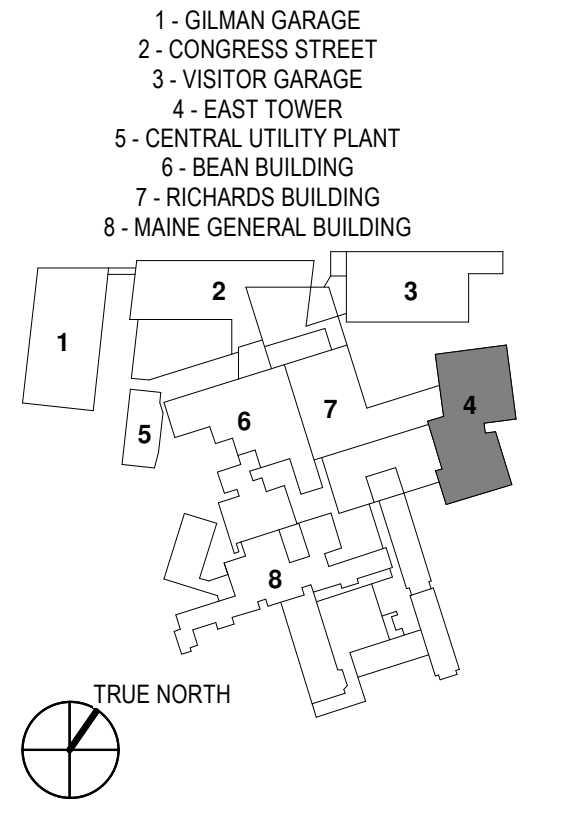 1 - GILMAN GARAGE
2 - CONGRESS STREET
3 - VISITOR GARAGE
4 - EAST TOWER
5 - CENTRAL UTILITY PLANT
6 - BEAN BUILDING
7 - RICHARDS BUILDING
8 - MAINE GENERAL BUILDING
2
3
1
4
7
6
5
8
TRUE NORTH